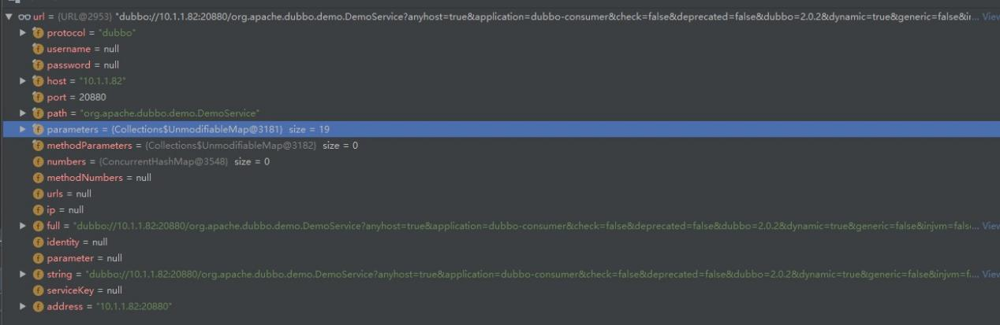 url = {URL@2953} "dubbo://10.1.1.82:20880/org.apache.dubbo.demo.DemoService?anyhost=true&application=dubbo-consumer&check=false&deprecated=false&dubbo=2.0.2&dynamic=true&generic=false&ir... View
f protocol = "dubbo"
f username = null
f password = null
f host = "10.1.1.82"
f port = 20880
f path = "org.apache.dubbo.demo.DemoService"
f parameters = {Collections$UnmodifiableMap@3181} size = 19
f methodParameters = {Collections$UnmodifiableMap@3182} size = 0
f numbers = {ConcurrentHashMap@3548} size = 0
f methodNumbers = null
f urls = null
f ip = null
f full = "dubbo://10.1.1.82:20880/org.apache.dubbo.demo.DemoService?anyhost=true&application=dubbo-consumer&check=false&deprecated=false&dubbo=2.0.2&dynamic=true&generic=false&injvm=fals... View
f identity = null
f parameter = null
f string = "dubbo://10.1.1.82:20880/org.apache.dubbo.demo.DemoService?anyhost=true&application=dubbo-consumer&check=false&deprecated=false&dubbo=2.0.2&dynamic=true&generic=false&injvm=f... View
f serviceKey = null
f address = "10.1.1.82:20880"